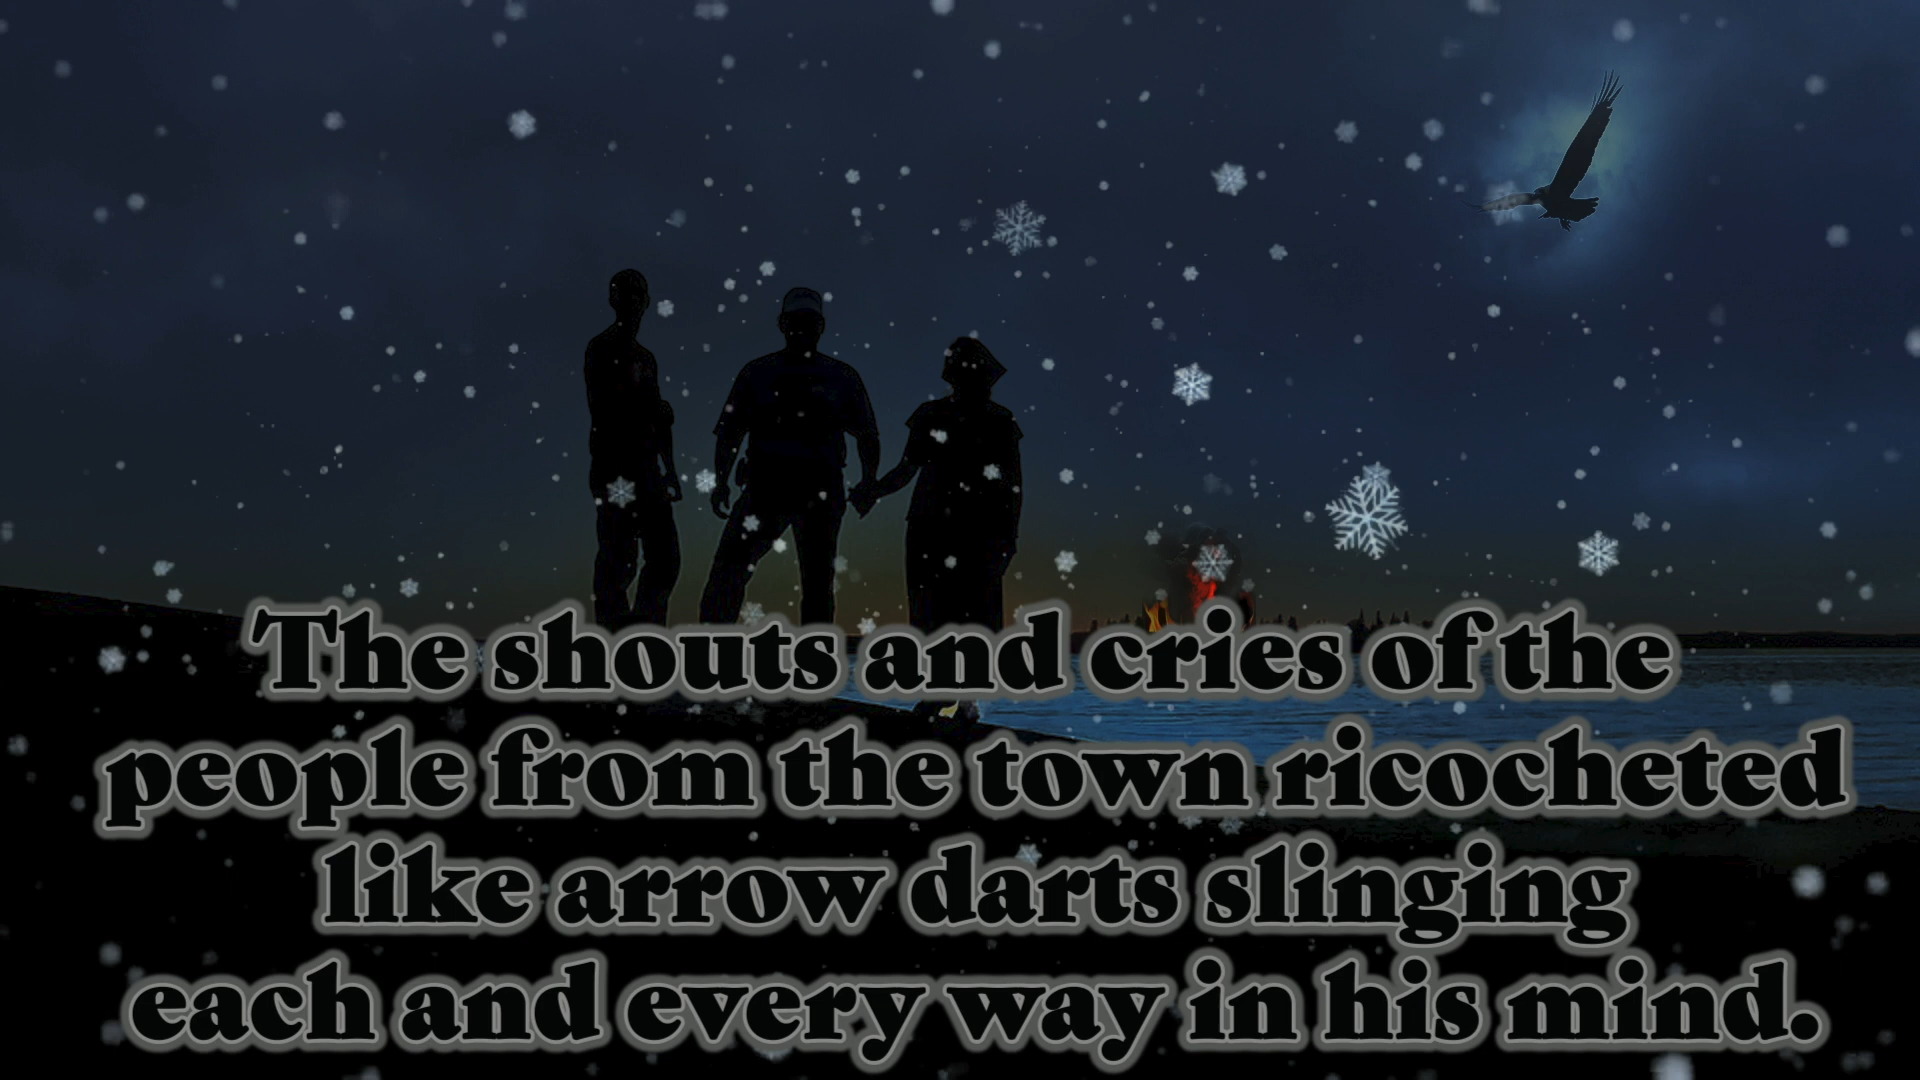 The shouts and cries of the
people from the town ricocheted
like arrow darts slinging
each and every way in his mind.